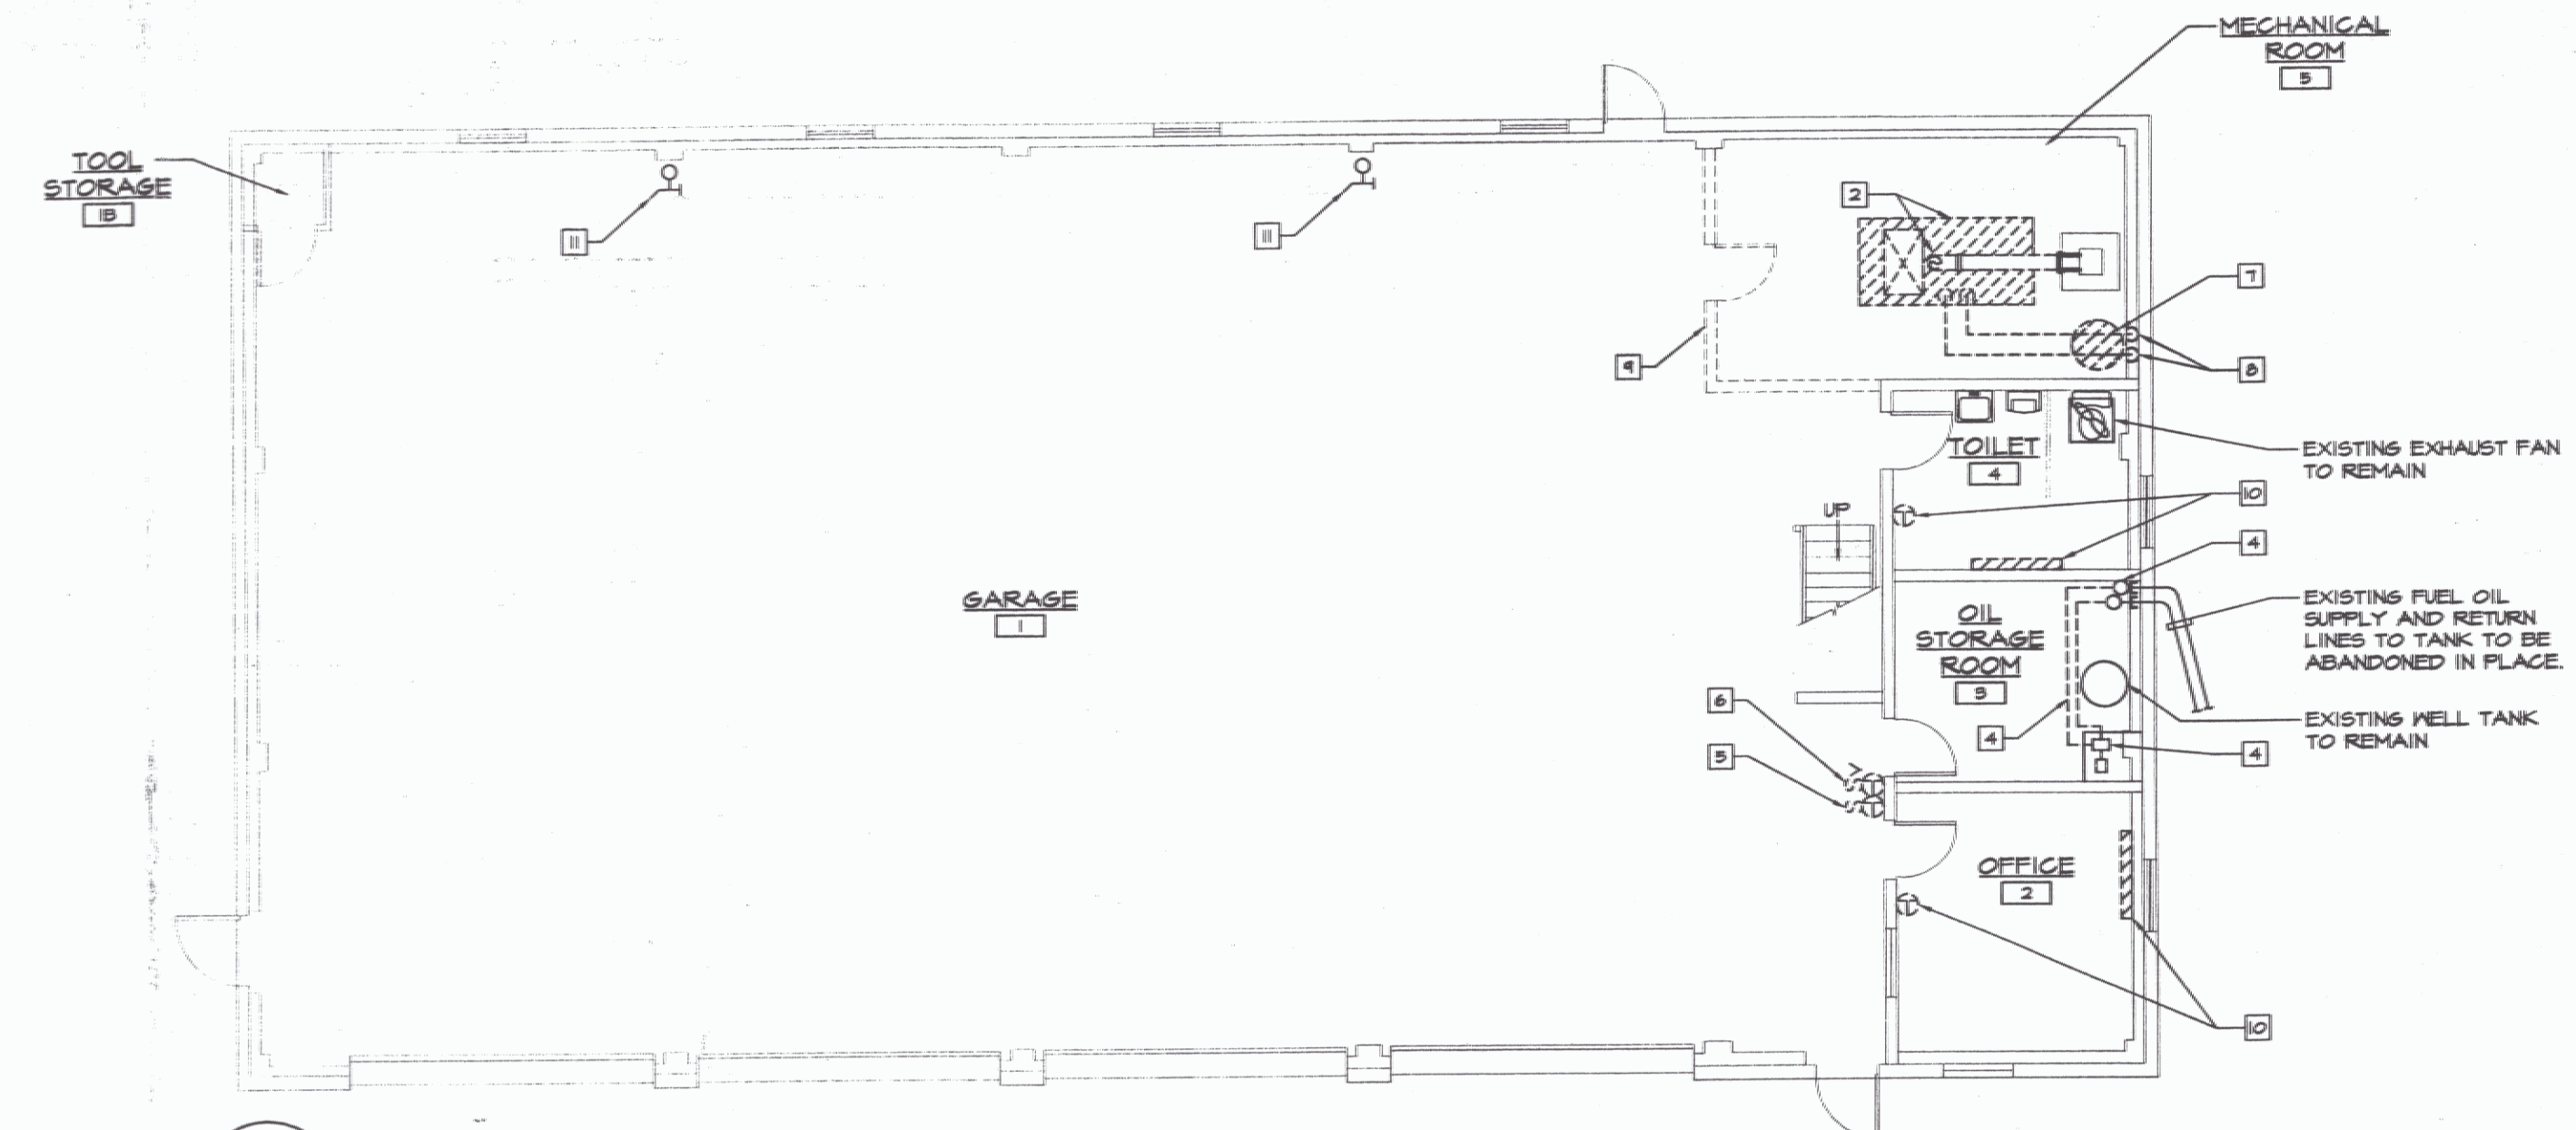 MECHANICAL
ROOM
5
TOOL
STORAGE
1B
2
11
11
7
9
8
TOILET
4
EXISTING EXHAUST FAN
TO REMAIN
10
UP
4
GARAGE
1
OIL
STORAGE
ROOM
3
EXISTING FUEL OIL
SUPPLY AND RETURN
LINES TO TANK TO BE
ABANDONED IN PLACE.
6
4
EXISTING WELL TANK
TO REMAIN
5
4
OFFICE
2
10